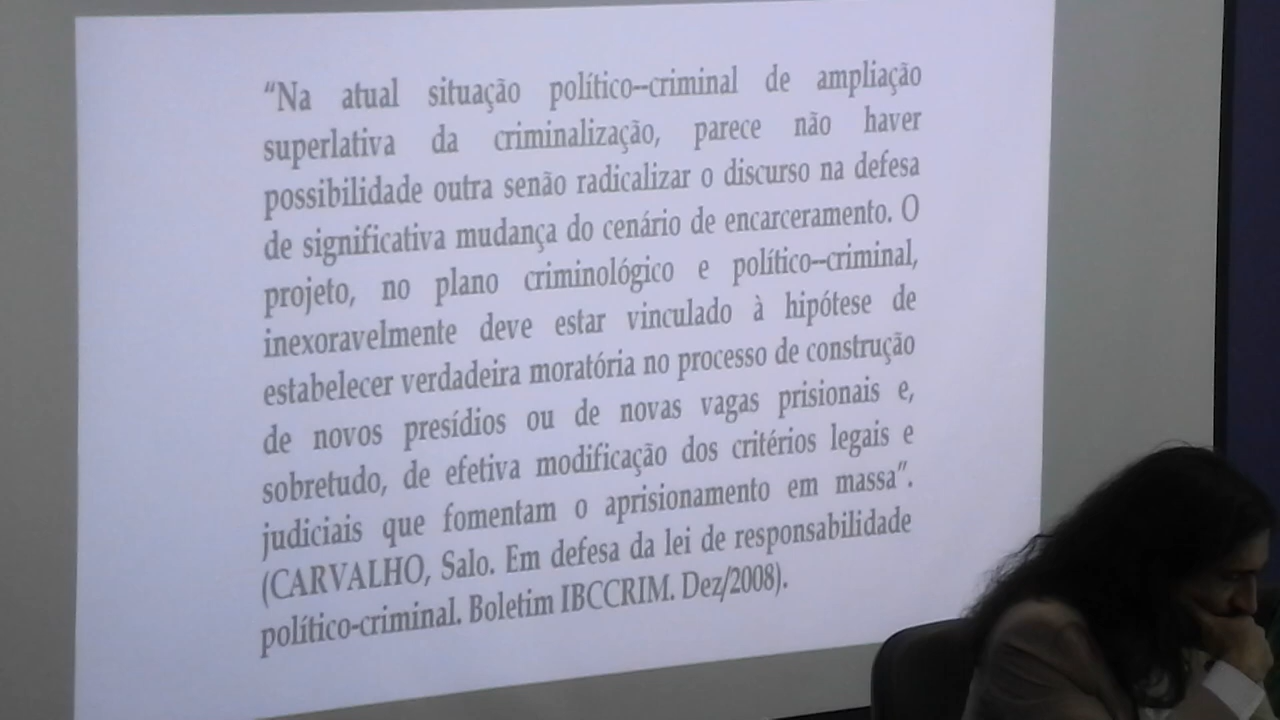 “Na atual situação político--criminal de ampliação
superlativa da criminalização, parece não haver
possibilidade outra senão radicalizar o discurso na defesa
de significativa mudança do cenário de encarceramento. O
projeto, no plano criminológico e político--criminal,
inexoravelmente deve estar vinculado à hipótese de
estabelecer verdadeira moratória no processo de construção
de novos presídios ou de novas vagas prisionais e,
sobretudo, de efetiva modificação dos critérios legais e
judiciais que fomentam o aprisionamento em massa”.
(CARVALHO, Salo. Em defesa da lei de responsabilidade
político-criminal. Boletim IBCCRIM. Dez/2008).